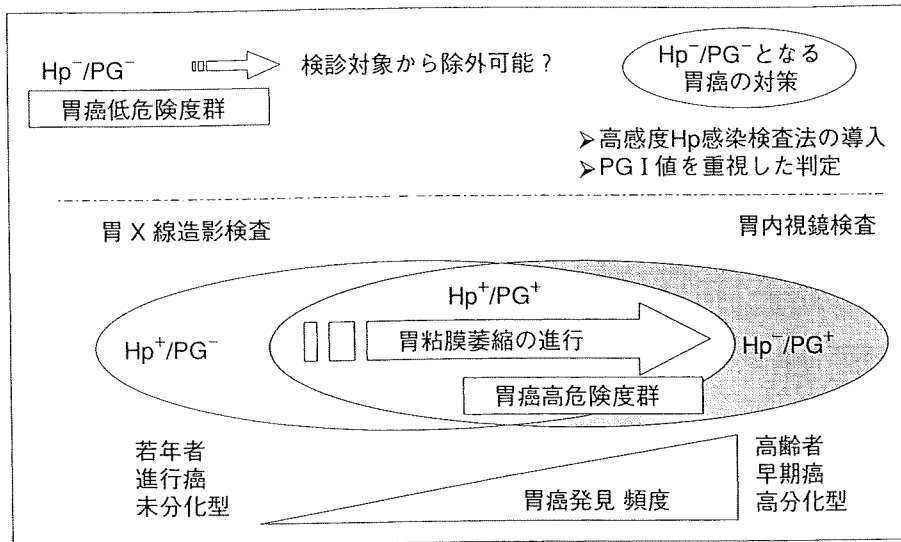 Hp⁻/PG⁻
検診対象から除外可能？
Hp⁻/PG⁻となる
胃癌の対策
胃癌低危険度群
➢高感度Hp感染検査法の導入
➢PGⅠ値を重視した判定
胃X線造影検査
胃内視鏡検査
Hp⁺/PG⁺
Hp⁺/PG⁻
胃粘膜萎縮の進行
Hp⁻/PG⁺
胃癌高危険度群
若年者
進行癌
未分化型
胃癌発見 頻度
高齢者
早期癌
高分化型